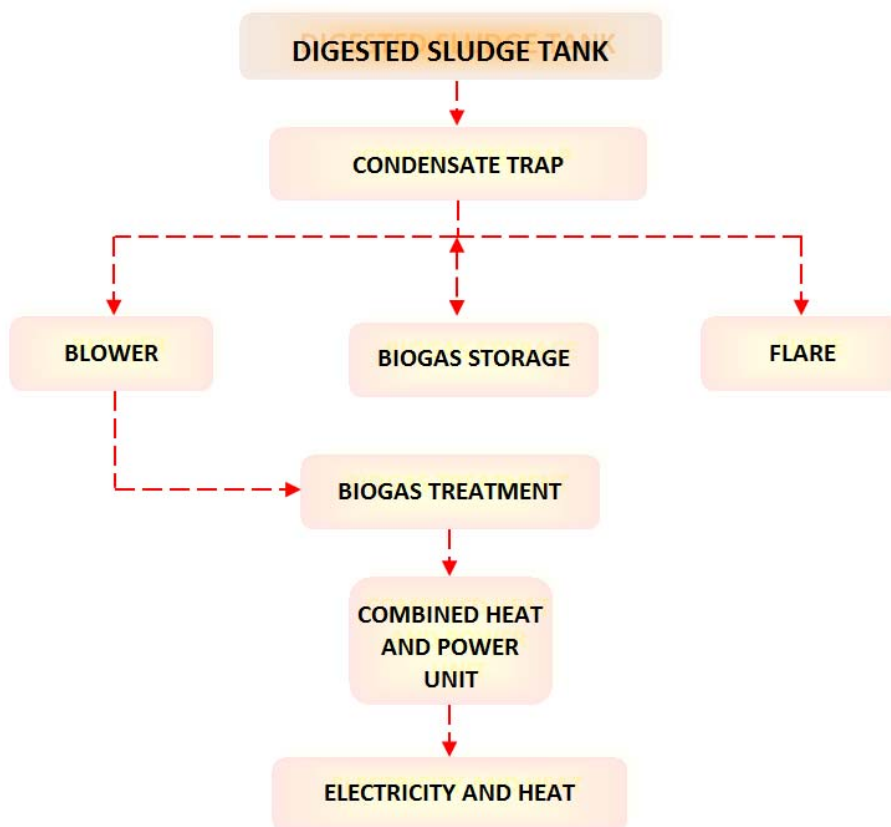 DIGESTED SLUDGE TANK
CONDENSATE TRAP
BLOWER
BIOGAS STORAGE
FLARE
BIOGAS TREATMENT
COMBINED HEAT
AND POWER
UNIT
ELECTRICITY AND HEAT